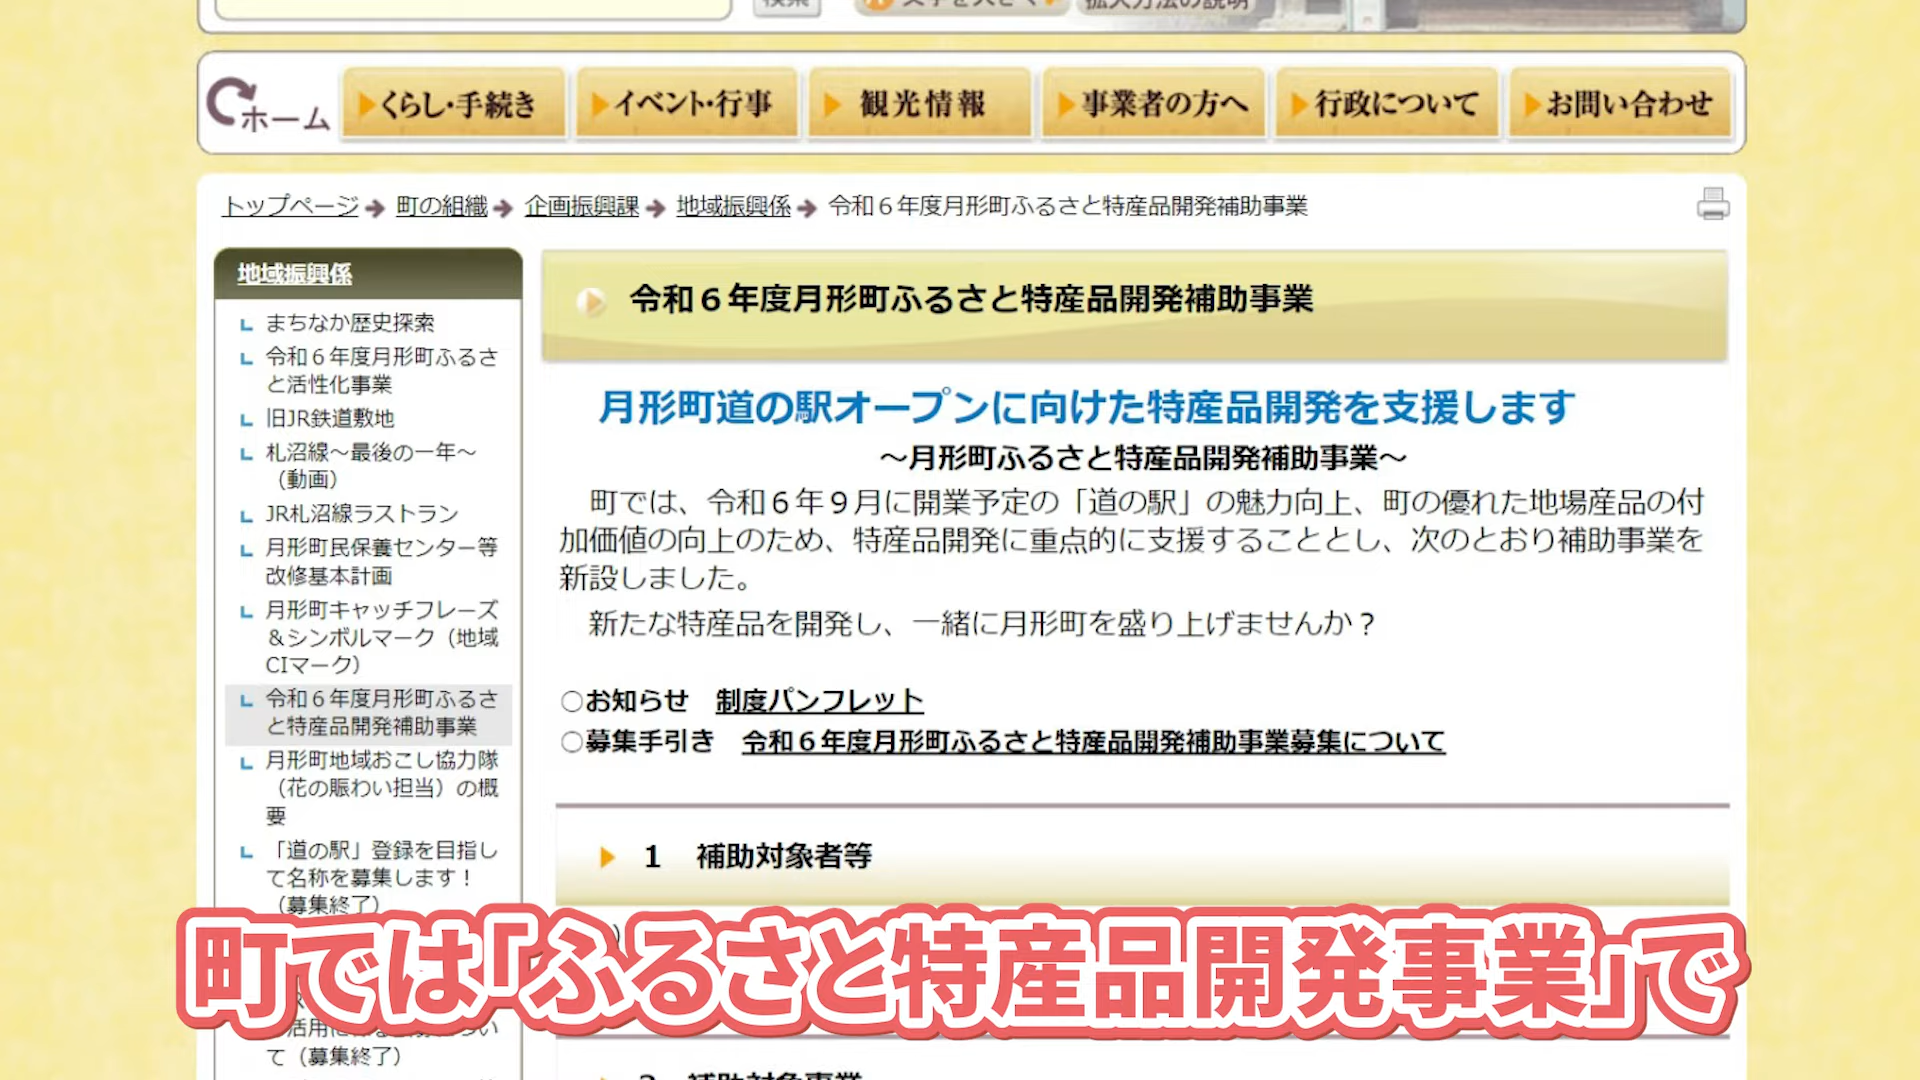 検索 文字を大きく 拡大方法の説明
ホーム くらし・手続き イベント・行事 観光情報 事業者の方へ 行政について お問い合わせ
トップページ 町の組織 企画振興課 地域振興係 令和６年度月形町ふるさと特産品開発補助事業
地域振興係
まちなか歴史探索
令和６年度月形町ふるさ
と活性化事業
旧JR鉄道敷地
札沼線～最後の一年～
（動画）
JR札沼線ラストラン
月形町民保養センター等
改修基本計画
月形町キャッチフレーズ
＆シンボルマーク（地域
CIマーク）
令和６年度月形町ふるさ
と特産品開発補助事業
月形町地域おこし協力隊
（花の賑わい担当）の概
要
「道の駅」登録を目指し
て名称を募集します！
（募集終了）
て（募集終了）
令和６年度月形町ふるさと特産品開発補助事業
月形町道の駅オープンに向けた特産品開発を支援します
～月形町ふるさと特産品開発補助事業～
町では、令和６年９月に開業予定の「道の駅」の魅力向上、町の優れた地場産品の付
加価値の向上のため、特産品開発に重点的に支援することとし、次のとおり補助事業を
新設しました。
新たな特産品を開発し、一緒に月形町を盛り上げませんか？
○お知らせ 制度パンフレット
○募集手引き 令和６年度月形町ふるさと特産品開発補助事業募集について
１ 補助対象者等
２ 補助対象事業
町では「ふるさと特産品開発事業」で